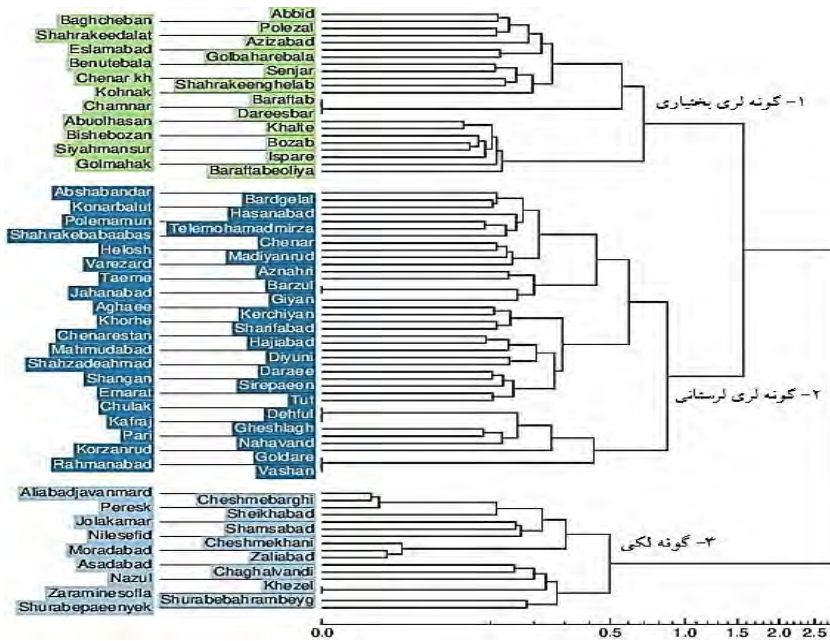 Abbid
Baghcheban
Polezal
Shahrakeedalat
Azizabad
Eslamabad
Golbaharebala
Benutebala
Senjar
Chenar kh
Shahrakeenghelab
Kohnak
Baraftab
Chamnar
Dareesbar
Abuolhasan
Khalte
Bishebozan
Bozab
Siyahmansur
Ispare
Golmahak
Baraftabeoliya
۱- گونه لری بختیاری
Abshabandar
Bardgelal
Konarbalut
Hasanabad
Polemamun
Telemohamadmirza
Shahrakebabaabas
Chenar
Helosh
Madiyanrud
Varezard
Aznahri
Taeme
Barzul
Jahanabad
Giyan
Aghaee
Kerchiyan
Khorhe
Sharifabad
Chenarestan
Hajiabad
Mahmudabad
Diyuni
Shahzadeahmad
Daraee
Shangan
Sirepaeen
Emarat
Tut
Chulak
Dehful
Kafraj
Gheshlagh
Pari
Nahavand
Korzanrud
Goldare
Rahmanabad
Vashan
۲- گونه لری لرستانی
Aliabadjavanmard
Cheshmebarghi
Peresk
Sheikhabad
Jolakamar
Shamsabad
Nilesefid
Cheshmekhani
Moradabad
Zaliabad
Asadabad
Chaghalvandi
Nazul
Khezel
Zaraminesofla
Shurabebahrambeyg
Shurabepaeenyek
۳- گونه لکی
0.0 0.5 1.0 1.5 2.0 2.5